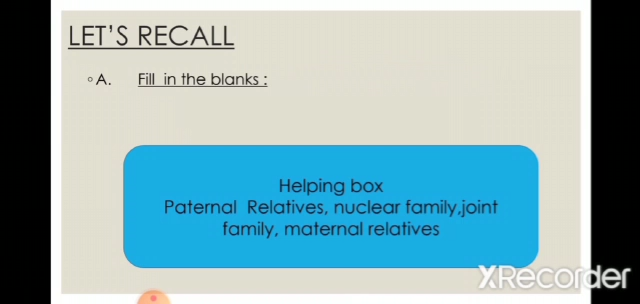 LET'S RECALL
◦ A. Fill in the blanks :
Helping box
Paternal Relatives, nuclear family,joint
family, maternal relatives
XRecorder